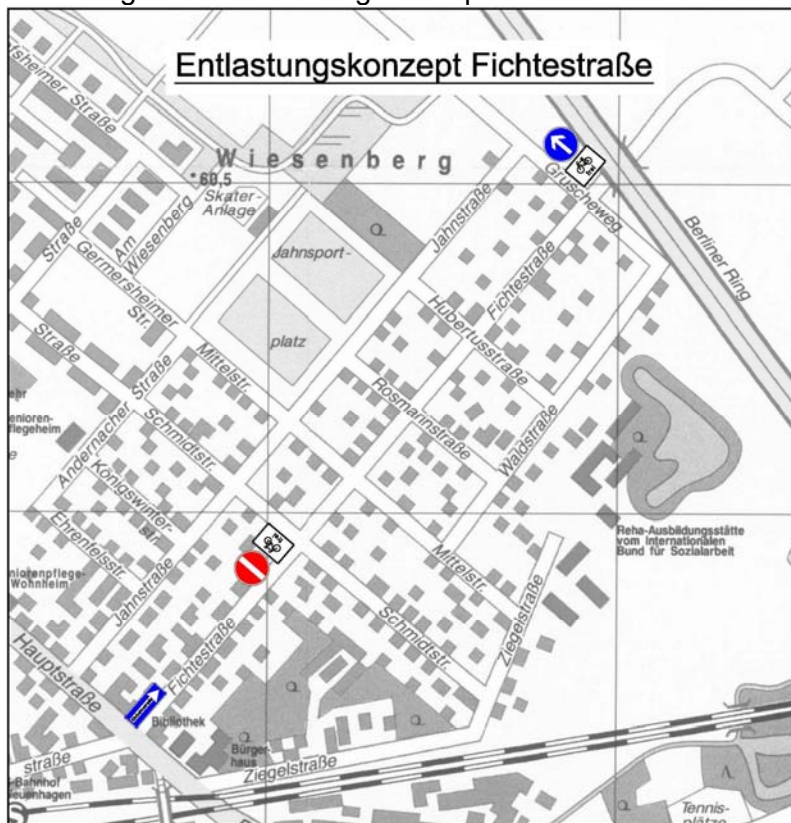 Entlastungskonzept Fichtestraße
Wiesenberg
60,5
Skater-
Anlage
Jahnsport-
platz
Jahnstraße
Gruscheweg
Fichtestraße
Berliner Ring
Hubertusstraße
Rosmarinstraße
Waldstraße
Straße
Am
Wiesenberg
Germersheimer
Str.
Straße
Mittelstr.
Andernacher Straße
Schmidtstr.
Königswinter-
str.
Ehrenfelsstr.
Jahnstraße
Hauptstraße
Fichtestraße
Bibliothek
Bürger-
haus
Ziegelstraße
Schmidtstr.
Mittelstr.
Ziegelstraße
Reha-Ausbildungsstätte
vom Internationalen
Bund für Sozialarbeit
Wohnheim
straße
Bahnhof
S
Tennis-
plätze
frei